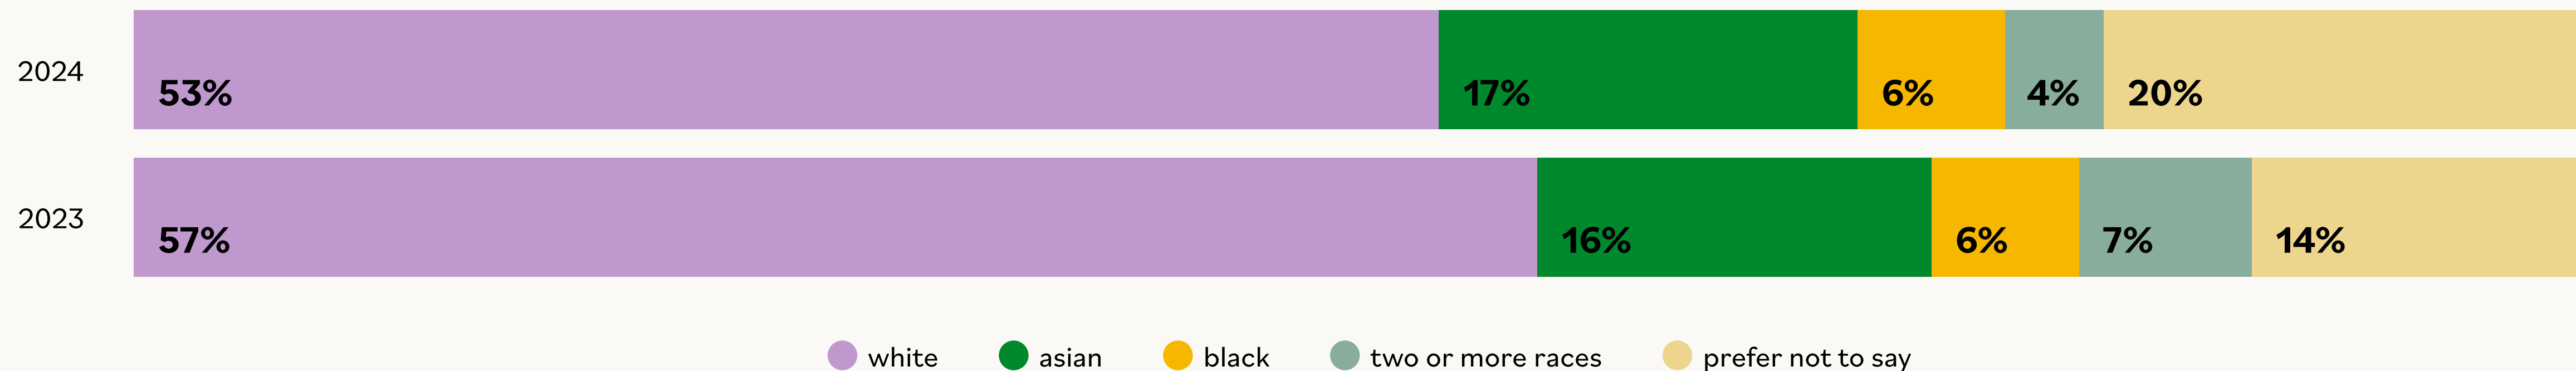 2024
53% 17% 6% 4% 20%
2023
57% 16% 6% 7% 14%
white asian black two or more races prefer not to say